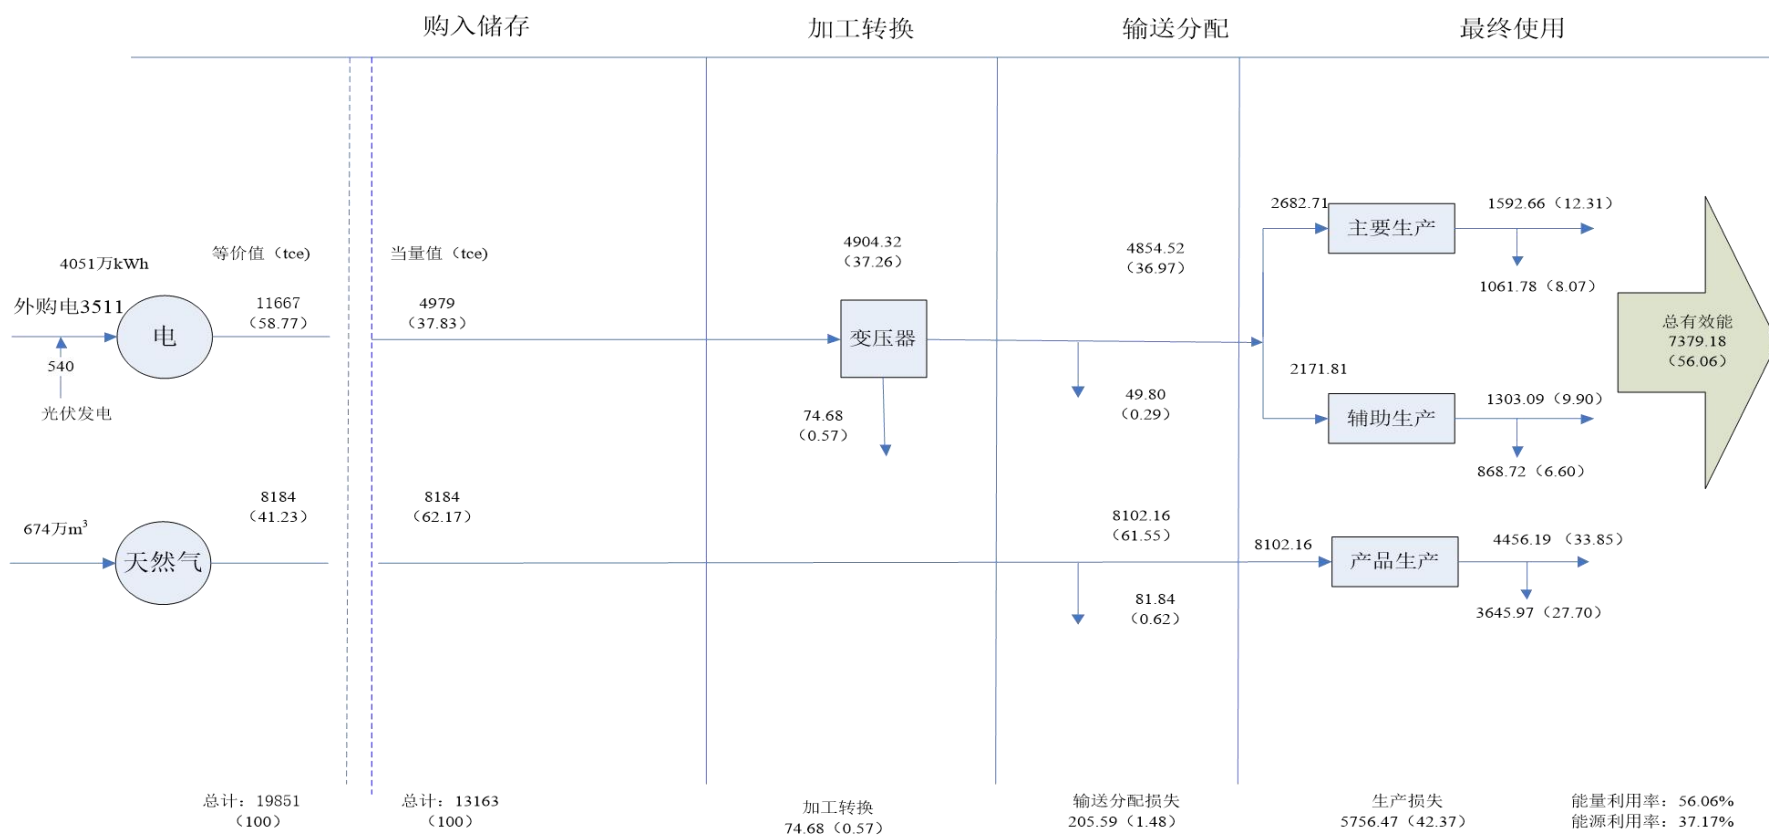 购入储存
加工转换
输送分配
最终使用
4051万kWh
外购电3511
540
光伏发电
电
等价值（tce)
11667
（58.77）
当量值（tce)
4979
（37.83）
4904.32
（37.26）
变压器
74.68
（0.57）
4854.52
（36.97）
49.80
（0.29）
2682.71
主要生产
1592.66（12.31）
1061.78（8.07）
2171.81
辅助生产
1303.09（9.90）
868.72（6.60）
总有效能
7379.18
（56.06）
674万m³
天然气
8184
（41.23）
8184
（62.17）
8102.16
（61.55）
81.84
（0.62）
8102.16
产品生产
4456.19 （33.85）
3645.97（27.70）
总计：19851
（100）
总计：13163
（100）
加工转换
74.68（0.57）
输送分配损失
205.59（1.48）
生产损失
5756.47（42.37）
能量利用率：56.06%
能源利用率：37.17%